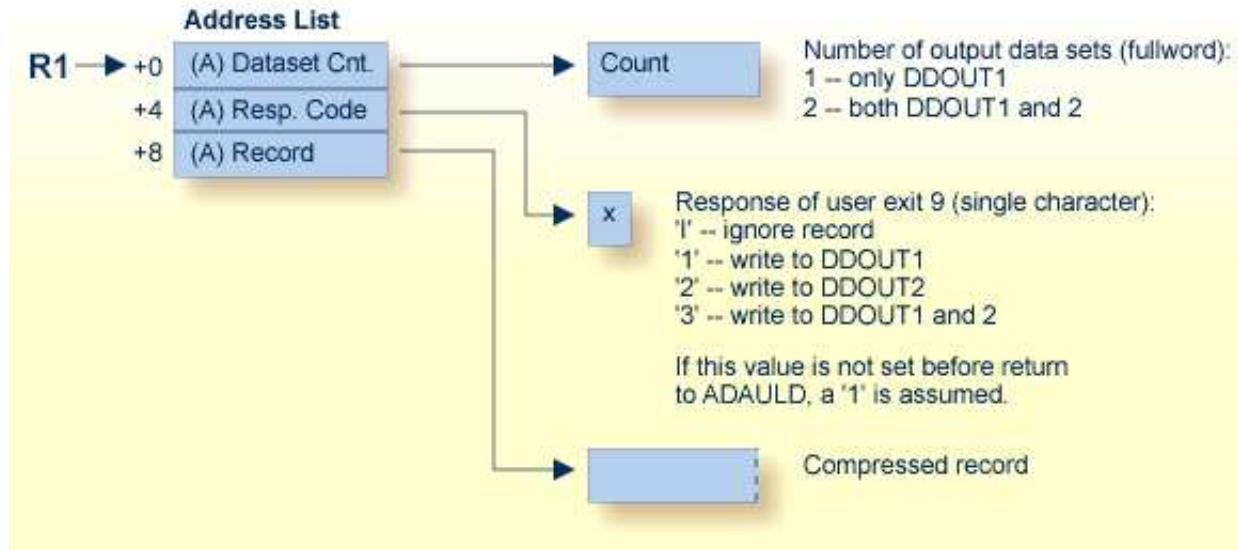 Address List
R1 +0 (A) Dataset Cnt.
+4 (A) Resp. Code
+8 (A) Record
Count
Number of output data sets (fullword):
1 -- only DDOUT1
2 -- both DDOUT1 and 2
x
Response of user exit 9 (single character):
'I' -- ignore record
'1' -- write to DDOUT1
'2' -- write to DDOUT2
'3' -- write to DDOUT1 and 2
If this value is not set before return
to ADAULD, a '1' is assumed.
Compressed record